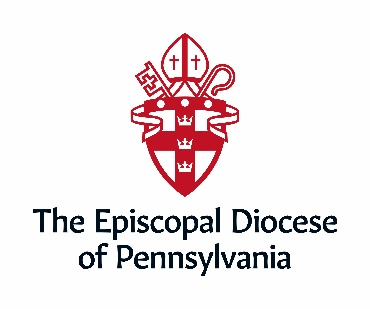 The Episcopal Diocese
of Pennsylvania